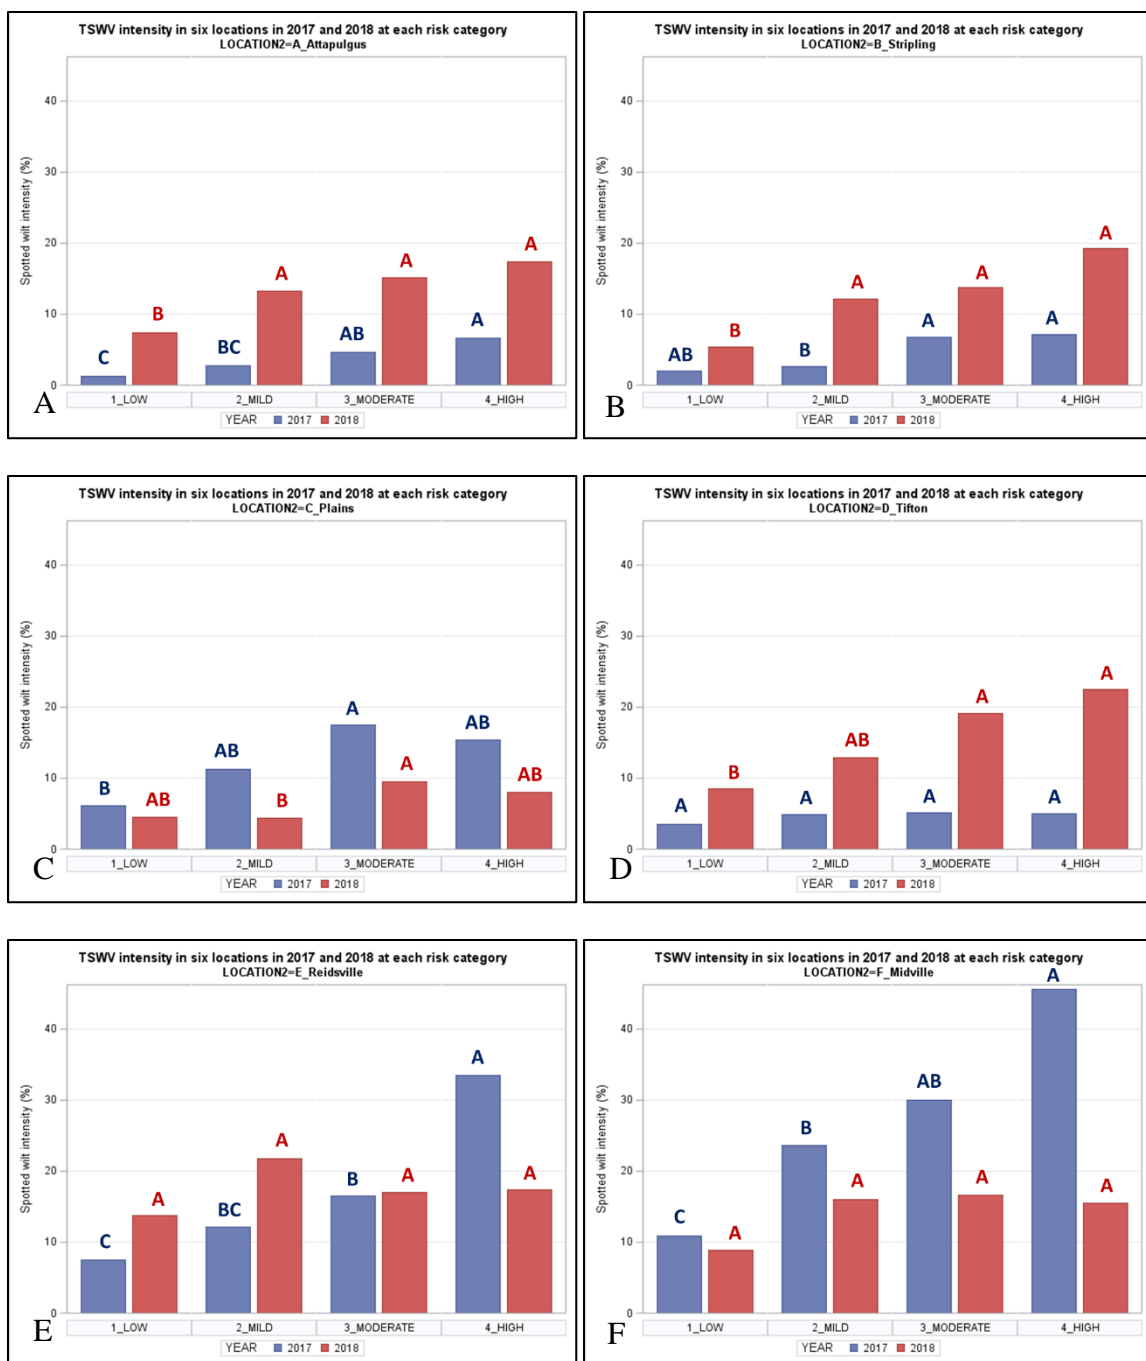 TSWV intensity in six locations in 2017 and 2018 at each risk category
LOCATION2=A_Attapulgus
Spotted wilt intensity (%)
40
30
20
10
0
C
B
BC
A
AB
A
A
A
1_LOW 2_MILD 3_MODERATE 4_HIGH
YEAR 2017 2018
A
TSWV intensity in six locations in 2017 and 2018 at each risk category
LOCATION2=B_Stripling
Spotted wilt intensity (%)
40
30
20
10
0
AB
B
B
A
A
A
A
A
1_LOW 2_MILD 3_MODERATE 4_HIGH
YEAR 2017 2018
B
TSWV intensity in six locations in 2017 and 2018 at each risk category
LOCATION2=C_Plains
Spotted wilt intensity (%)
40
30
20
10
0
B
AB
AB
B
A
A
AB
AB
1_LOW 2_MILD 3_MODERATE 4_HIGH
YEAR 2017 2018
C
TSWV intensity in six locations in 2017 and 2018 at each risk category
LOCATION2=D_Tifton
Spotted wilt intensity (%)
40
30
20
10
0
A
B
A
AB
A
A
A
A
1_LOW 2_MILD 3_MODERATE 4_HIGH
YEAR 2017 2018
D
TSWV intensity in six locations in 2017 and 2018 at each risk category
LOCATION2=E_Reidsville
Spotted wilt intensity (%)
40
30
20
10
0
C
A
BC
A
B
A
A
A
1_LOW 2_MILD 3_MODERATE 4_HIGH
YEAR 2017 2018
E
TSWV intensity in six locations in 2017 and 2018 at each risk category
LOCATION2=F_Midville
Spotted wilt intensity (%)
40
30
20
10
0
C
A
B
A
AB
A
A
A
1_LOW 2_MILD 3_MODERATE 4_HIGH
YEAR 2017 2018
F